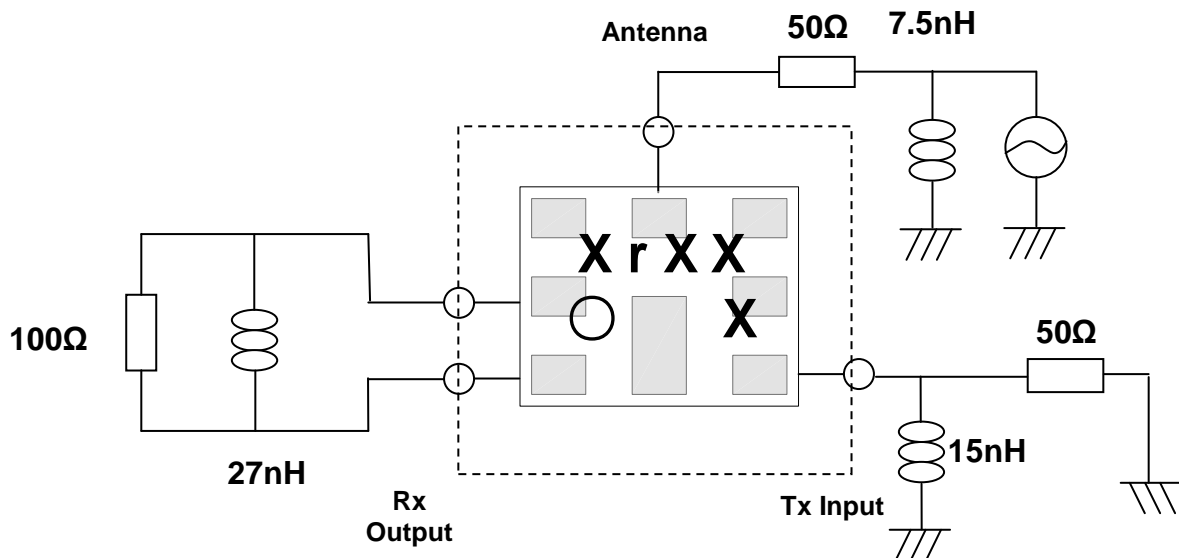 Antenna
50Ω
7.5nH
X r X X
O X
100Ω
27nH
50Ω
15nH
Rx
Output
Tx Input